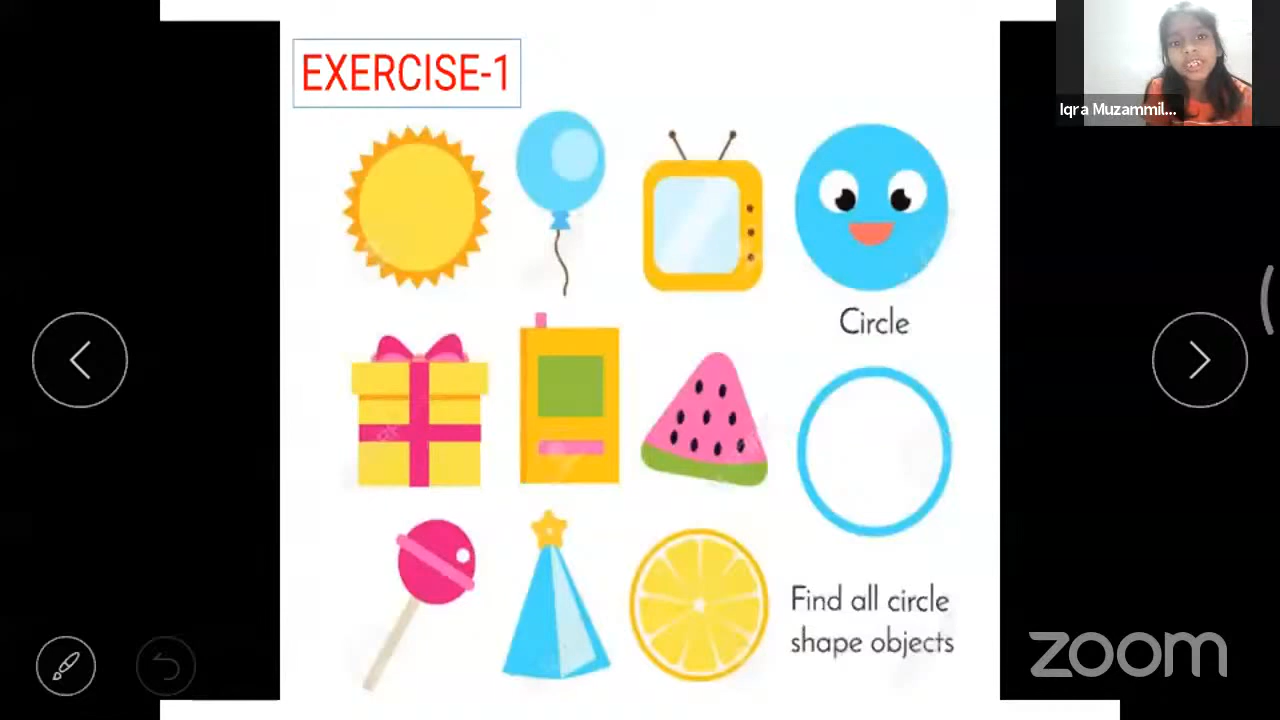 EXERCISE-1
Iqra Muzammil...
Circle
Find all circle
shape objects
zoom